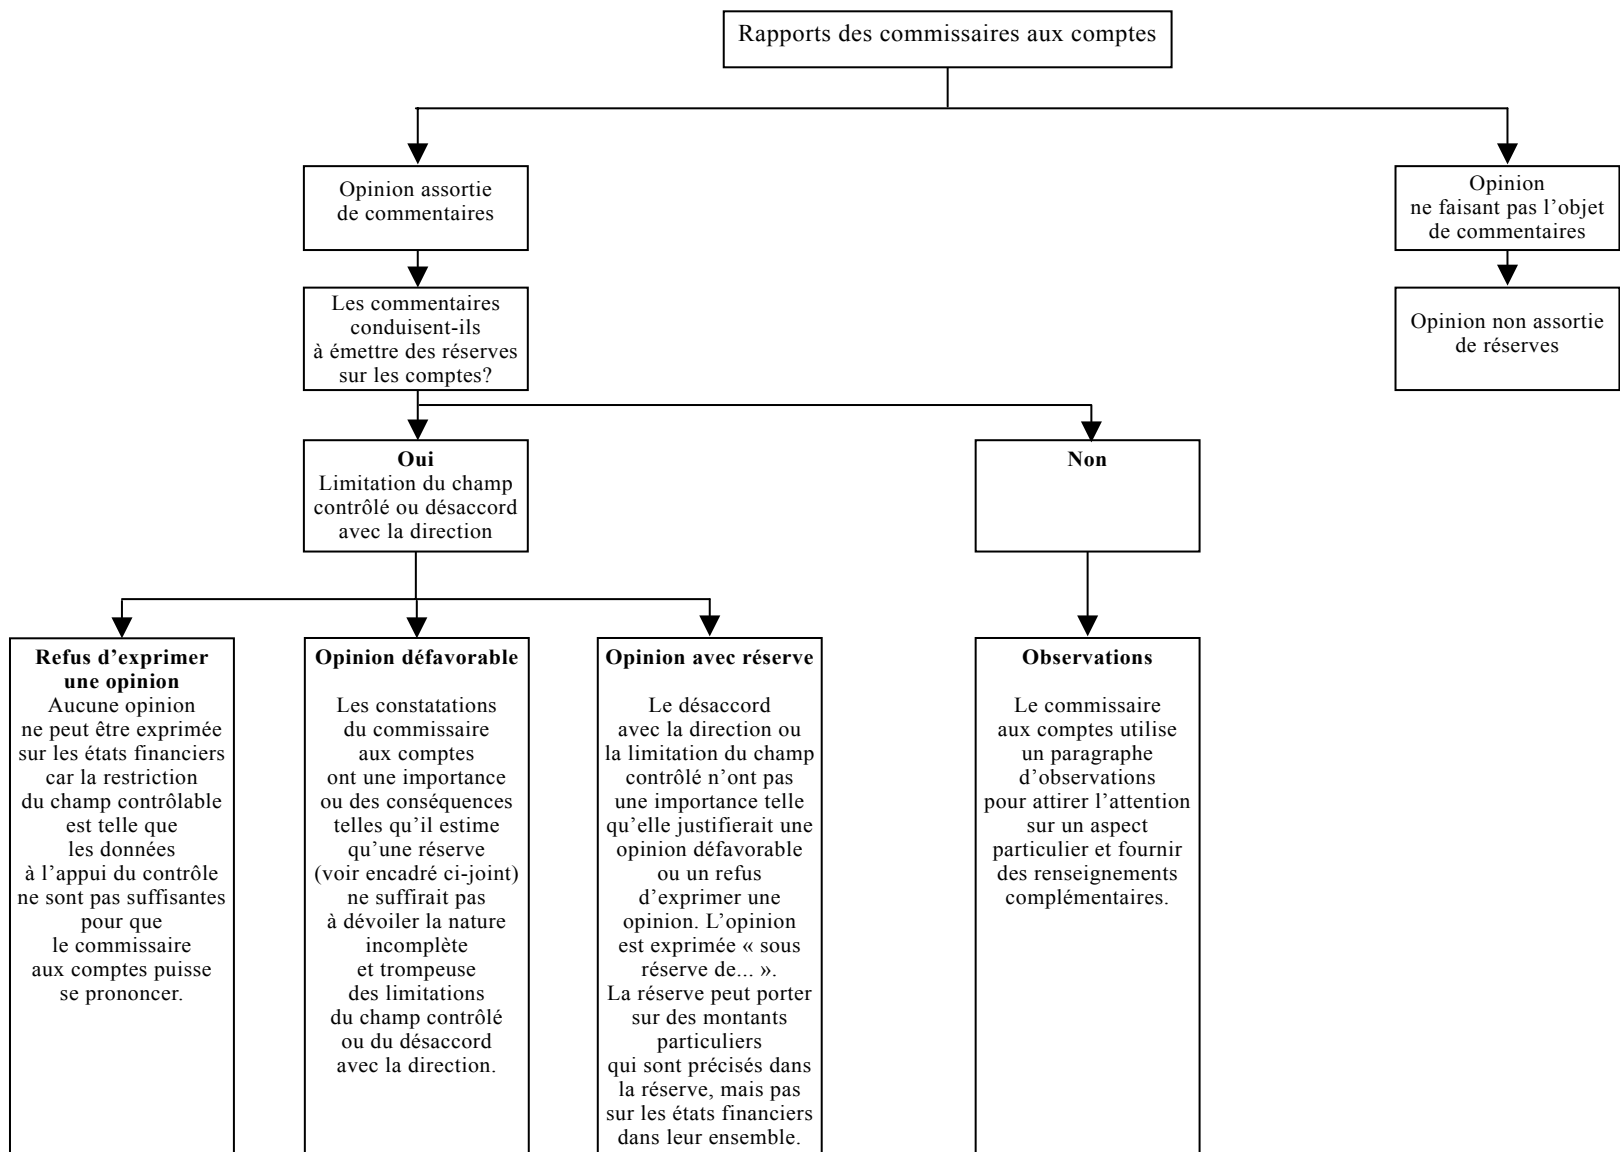 Rapports des commissaires aux comptes
Opinion assortie
de commentaires
Opinion
ne faisant pas l’objet
de commentaires
Les commentaires
conduisent-ils
à émettre des réserves
sur les comptes?
Opinion non assortie
de réserves
Oui
Limitation du champ
contrôlé ou désaccord
avec la direction
Non
Refus d’exprimer
une opinion
Aucune opinion
ne peut être exprimée
sur les états financiers
car la restriction
du champ contrôlable
est telle que
les données
à l’appui du contrôle
ne sont pas suffisantes
pour que
le commissaire
aux comptes puisse
se prononcer.
Opinion défavorable
Les constatations
du commissaire
aux comptes
ont une importance
ou des conséquences
telles qu’il estime
qu’une réserve
(voir encadré ci-joint)
ne suffirait pas
à dévoiler la nature
incomplète
et trompeuse
des limitations
du champ contrôlé
ou du désaccord
avec la direction.
Opinion avec réserve
Le désaccord
avec la direction ou
la limitation du champ
contrôlé n’ont pas
une importance telle
qu’elle justifierait une
opinion défavorable
ou un refus
d’exprimer une
opinion. L’opinion
est exprimée « sous
réserve de... ».
La réserve peut porter
sur des montants
particuliers
qui sont précisés dans
la réserve, mais pas
sur les états financiers
dans leur ensemble.
Observations
Le commissaire
aux comptes utilise
un paragraphe
d’observations
pour attirer l’attention
sur un aspect
particulier et fournir
des renseignements
complémentaires.